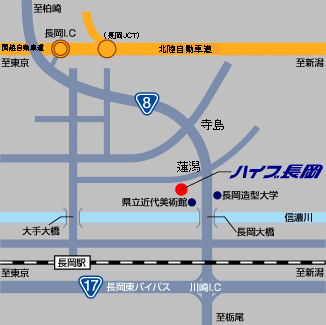 至柏崎
長岡I.C
(長岡JCT)
関越自動車道
北陸自動車道
至東京
至新潟
8
寺島
蓮潟
ハイブ長岡
長岡造型大学
県立近代美術館
信濃川
大手大橋
長岡大橋
長岡駅
至東京
至新潟
17
長岡東バイパス
川崎I.C
至栃尾